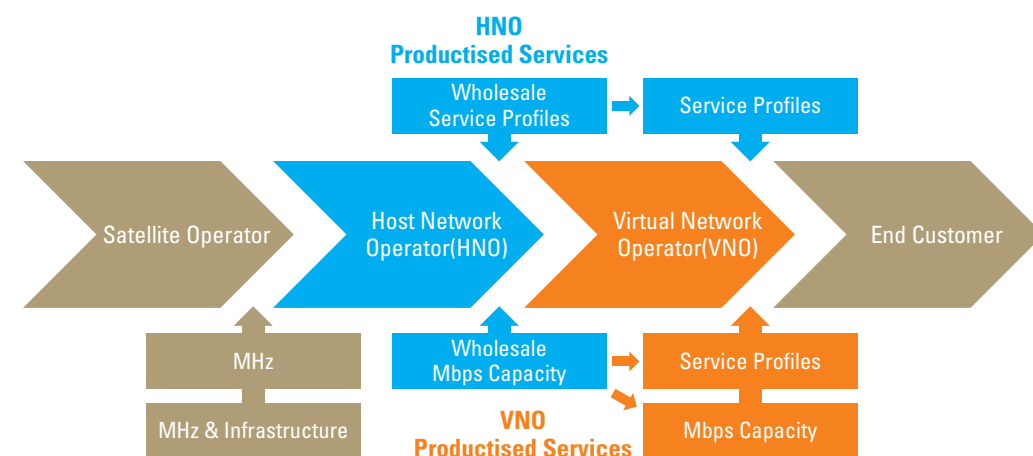 HNO
Productised Services
Wholesale
Service Profiles
Service Profiles
Satellite Operator
Host Network
Operator(HNO)
Virtual Network
Operator(VNO)
End Customer
MHz
Wholesale
Mbps Capacity
Service Profiles
MHz & Infrastructure
VNO
Productised Services
Mbps Capacity